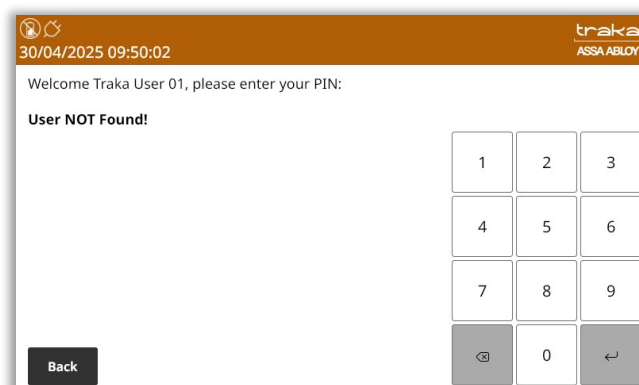 30/04/2025 09:50:02
traka
ASSA ABLOY
Welcome Traka User 01, please enter your PIN:
User NOT Found!
1 2 3
4 5 6
7 8 9
0
Back